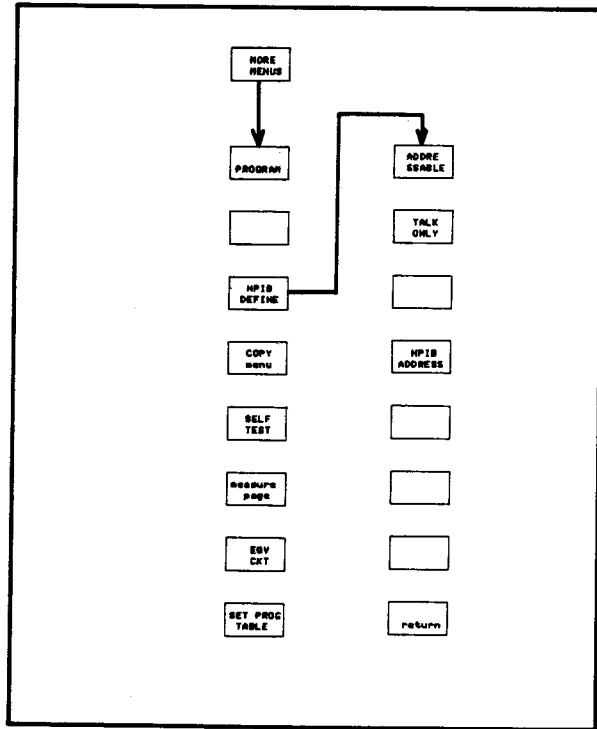 MORE
MENUS
PROGRAM
HPIB
DEFINE
COPY
menu
SELF
TEST
measure
page
EQV
CKT
SET PROG
TABLE
ADDRE
SSABLE
TALK
ONLY
HPIB
ADDRESS
return